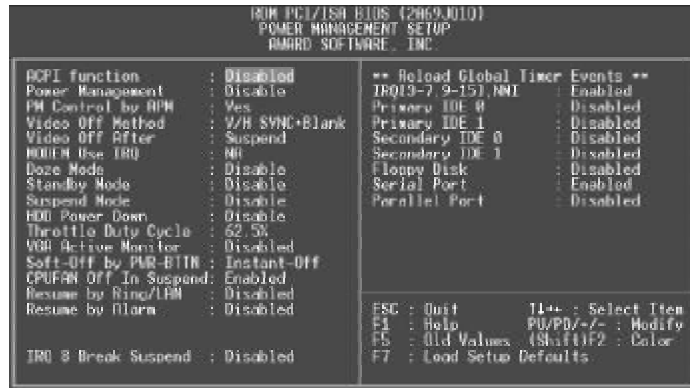 ROM PCI/ISA BIOS (2A69J01Q)
POWER MANAGEMENT SETUP
AWARD SOFTWARE, INC.
ACPI function : Disabled
Power Management : Disable
PM Control by APM : Yes
Video Off Method : V/H SYNC+Blank
Video Off After : Suspend
MODEM Use IRQ : NA
Doze Mode : Disable
Standby Mode : Disable
Suspend Mode : Disable
HDD Power Down : Disable
Throttle Duty Cycle : 62.5%
VGA Active Monitor : Disabled
Soft-Off by PWR-BTTN : Instant-Off
CPUFAN Off In Suspend: Enabled
Resume by Ring/LAN : Disabled
Resume by Alarm : Disabled
IRQ 8 Break Suspend : Disabled
** Reload Global Timer Events **
IRQ[3-7,9-15],NMI : Enabled
Primary IDE 0 : Disabled
Primary IDE 1 : Disabled
Secondary IDE 0 : Disabled
Secondary IDE 1 : Disabled
Floppy Disk : Disabled
Serial Port : Enabled
Parallel Port : Disabled
ESC : Quit ↑↓→← : Select Item
F1 : Help PU/PD/+/- : Modify
F5 : Old Values (Shift)F2 : Color
F7 : Load Setup Defaults